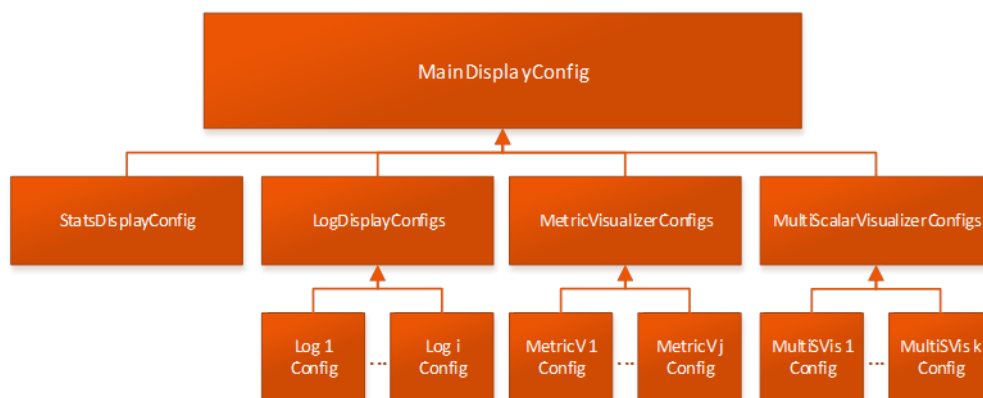 MainDisplayConfig
StatsDisplayConfig
LogDisplayConfigs
MetricVisualizerConfigs
MultiScalarVisualizerConfigs
Log 1
Config
...
Log i
Config
MetricV 1
Config
...
MetricV j
Config
MultiSVis 1
Config
...
MultiSVis k
Config